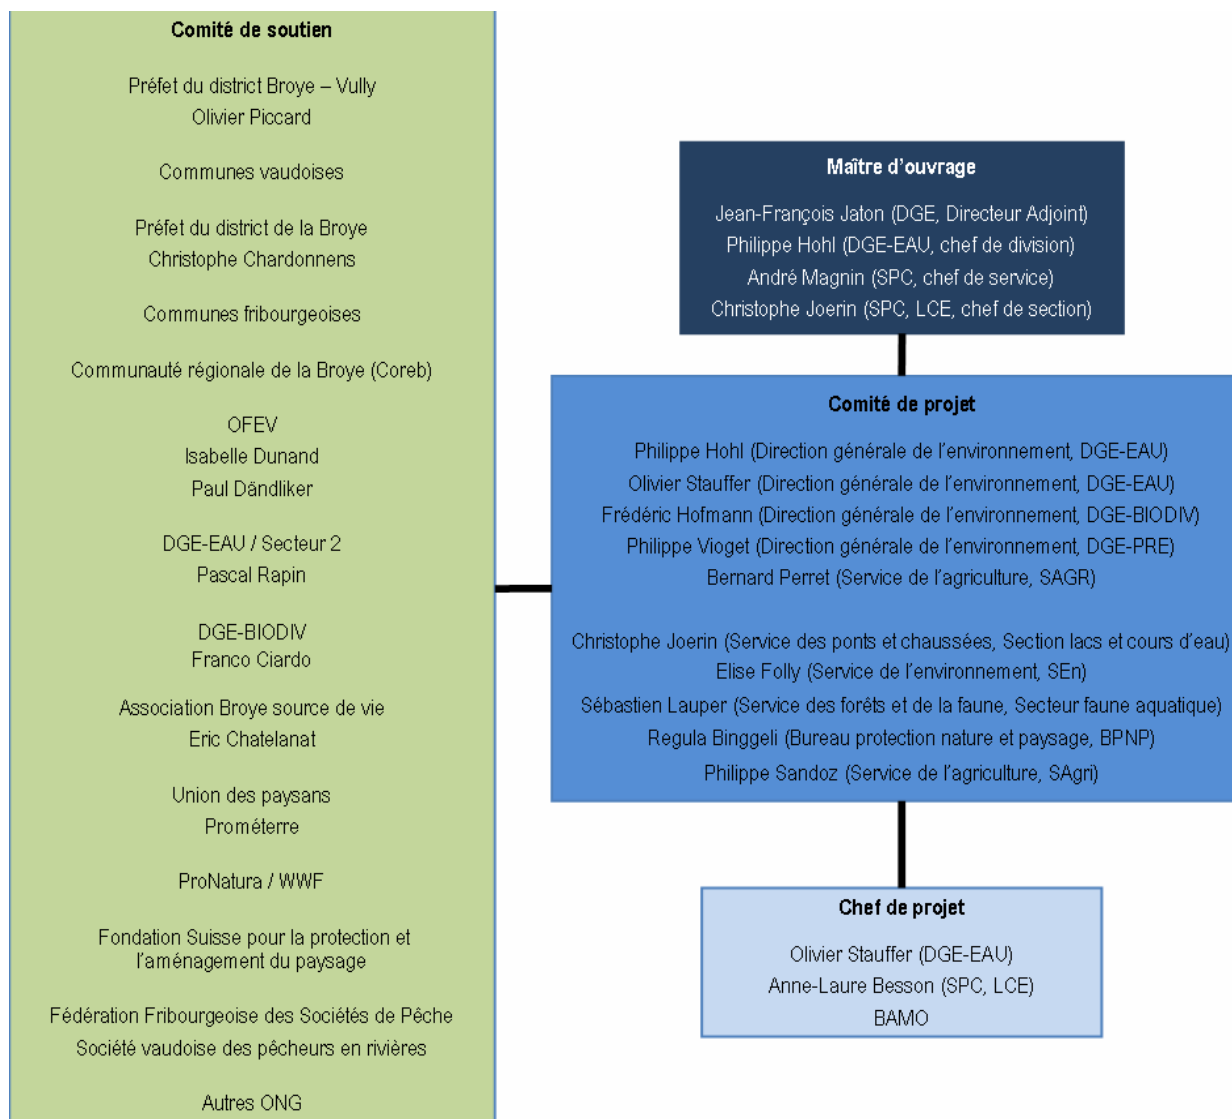 Comité de soutien
Préfet du district Broye – Vully
Olivier Piccard
Communes vaudoises
Préfet du district de la Broye
Christophe Chardonnens
Communes fribourgeoises
Communauté régionale de la Broye (Coreb)
OFEV
Isabelle Dunand
Paul Dändliker
DGE-EAU / Secteur 2
Pascal Rapin
DGE-BIODIV
Franco Ciardo
Association Broye source de vie
Eric Chatelanat
Union des paysans
Prométerre
ProNatura / WWF
Fondation Suisse pour la protection et
l'aménagement du paysage
Fédération Fribourgeoise des Sociétés de Pêche
Société vaudoise des pêcheurs en rivières
Autres ONG
Maître d'ouvrage
Jean-François Jaton (DGE, Directeur Adjoint)
Philippe Hohl (DGE-EAU, chef de division)
André Magnin (SPC, chef de service)
Christophe Joerin (SPC, LCE, chef de section)
Comité de projet
Philippe Hohl (Direction générale de l'environnement, DGE-EAU)
Olivier Stauffer (Direction générale de l'environnement, DGE-EAU)
Frédéric Hofmann (Direction générale de l'environnement, DGE-BIODIV)
Philippe Vioget (Direction générale de l'environnement, DGE-PRE)
Bernard Perret (Service de l'agriculture, SAGR)
Christophe Joerin (Service des ponts et chaussées, Section lacs et cours d'eau)
Elise Folly (Service de l'environnement, SEn)
Sébastien Lauper (Service des forêts et de la faune, Secteur faune aquatique)
Regula Binggeli (Bureau protection nature et paysage, BPNP)
Philippe Sandoz (Service de l'agriculture, SAgri)
Chef de projet
Olivier Stauffer (DGE-EAU)
Anne-Laure Besson (SPC, LCE)
BAMO